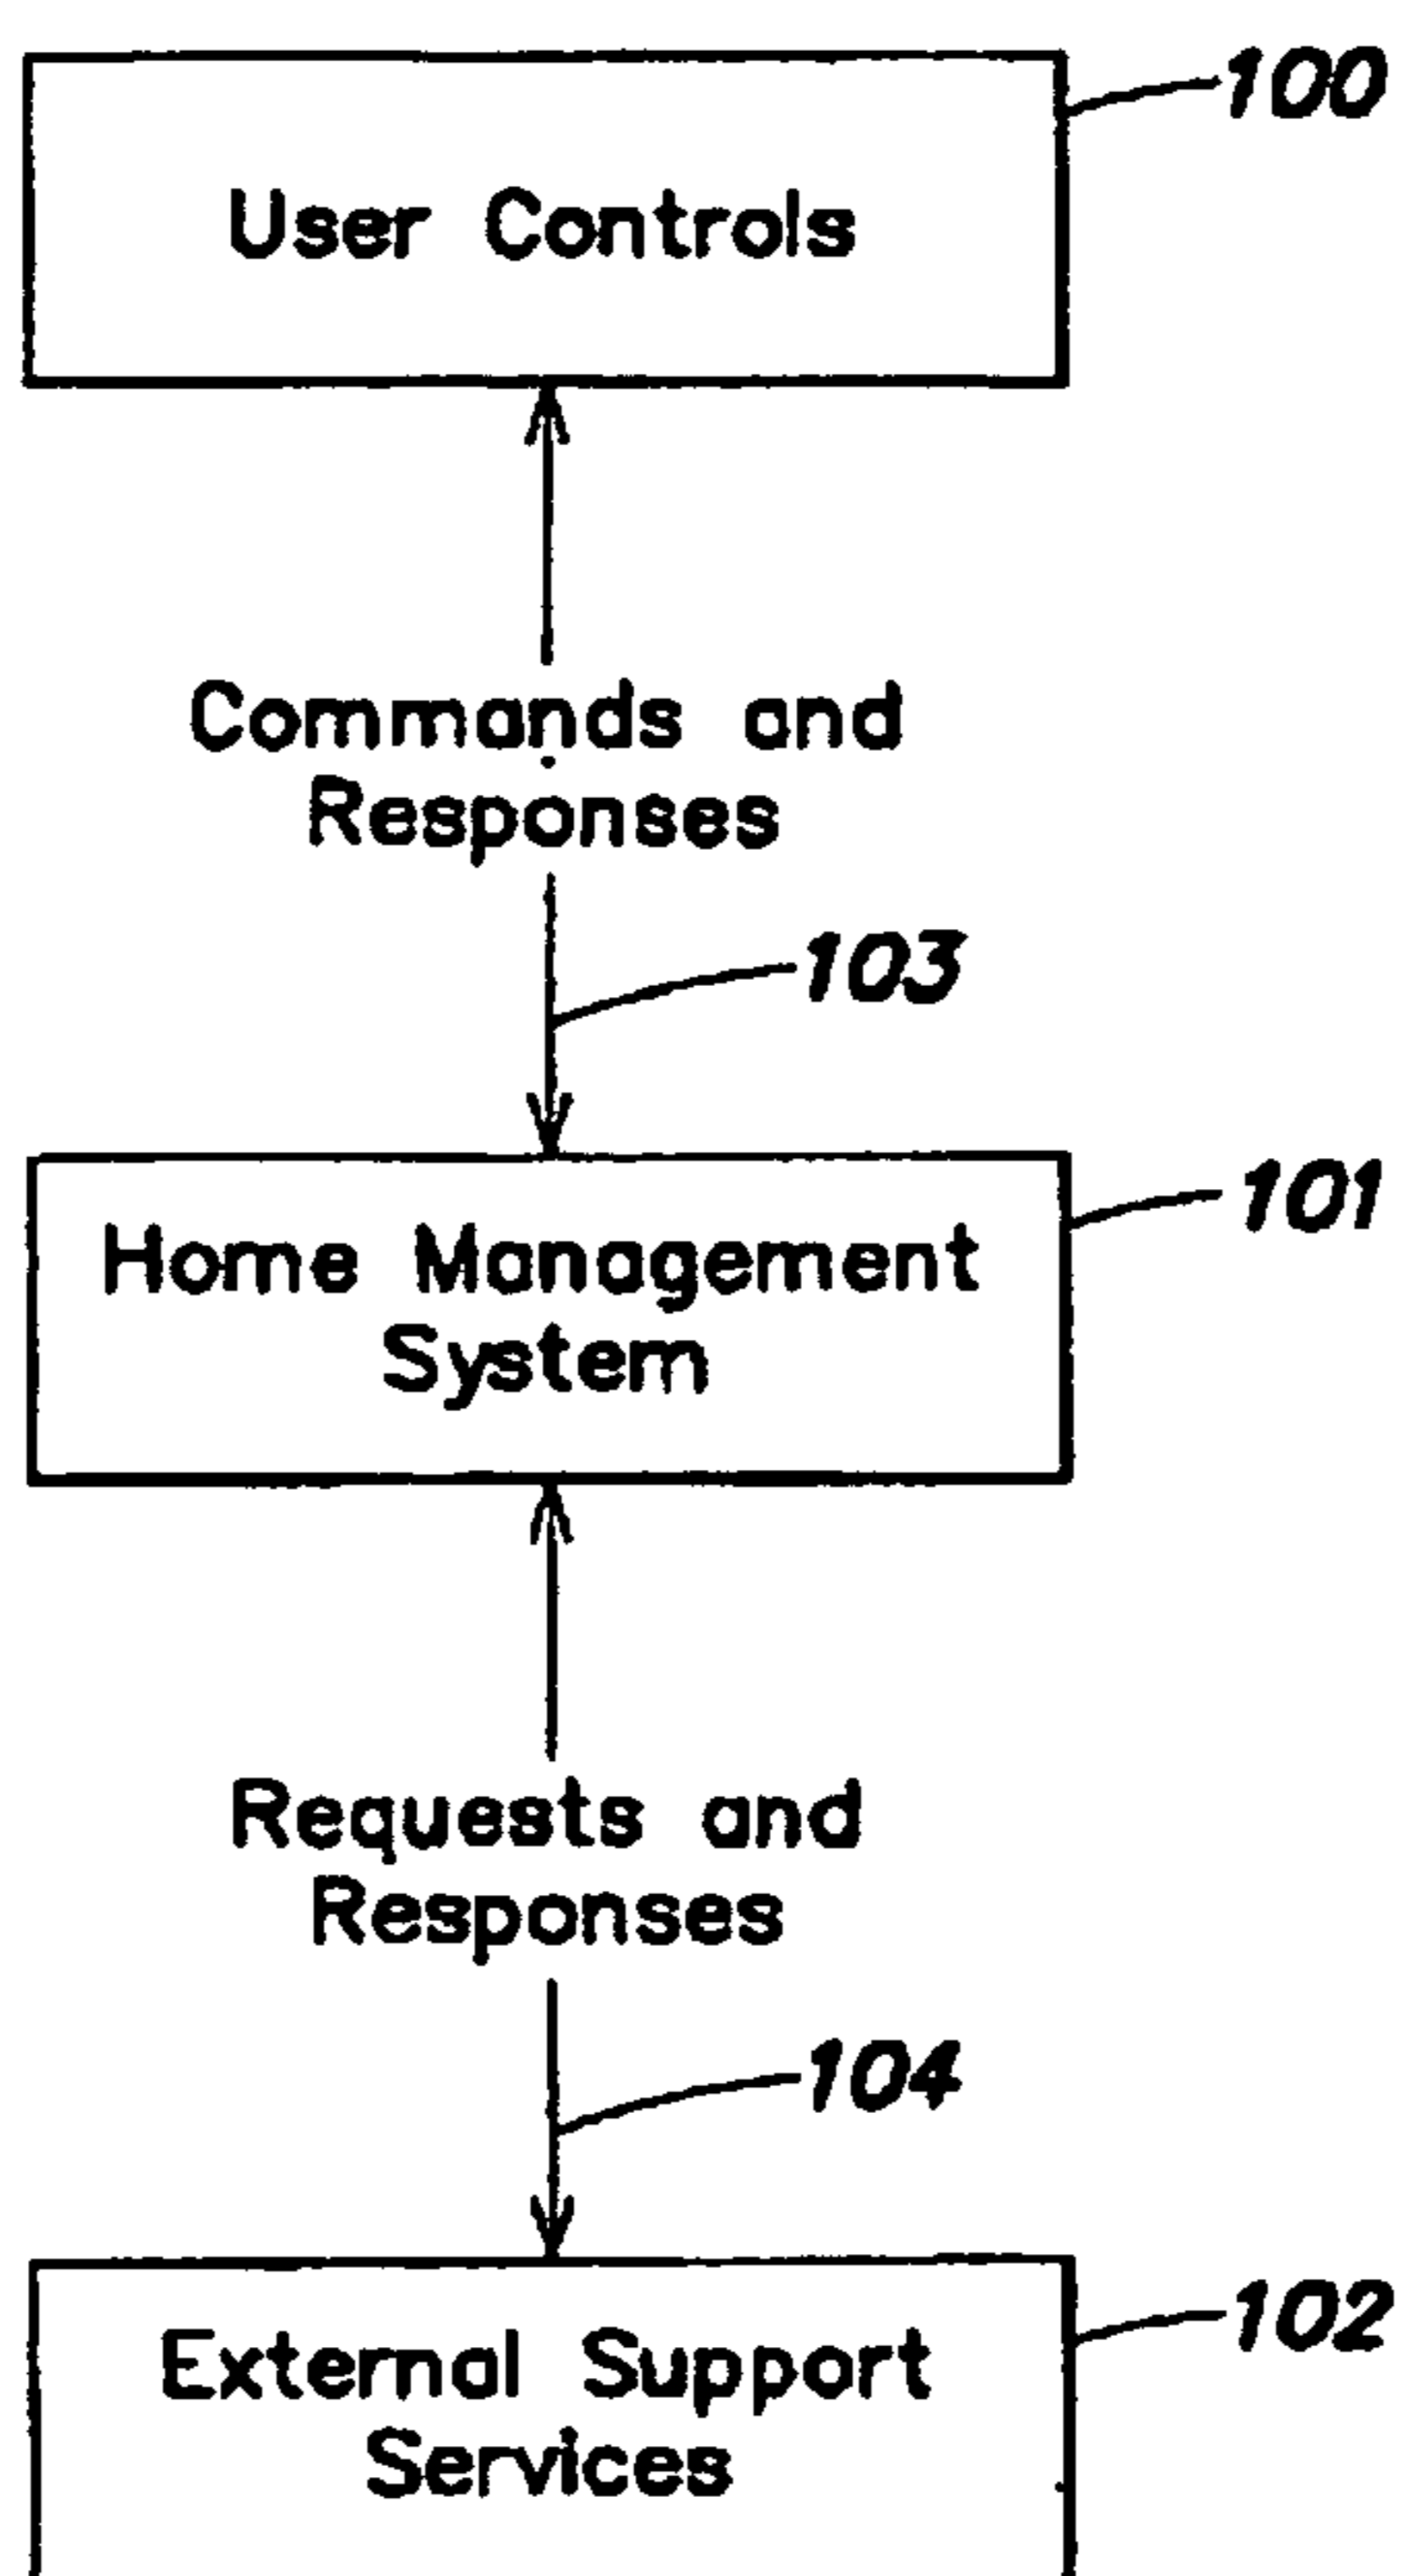 100
User Controls
Commands and
Responses
103
101
Home Management
System
Requests and
Responses
104
102
External Support
Services